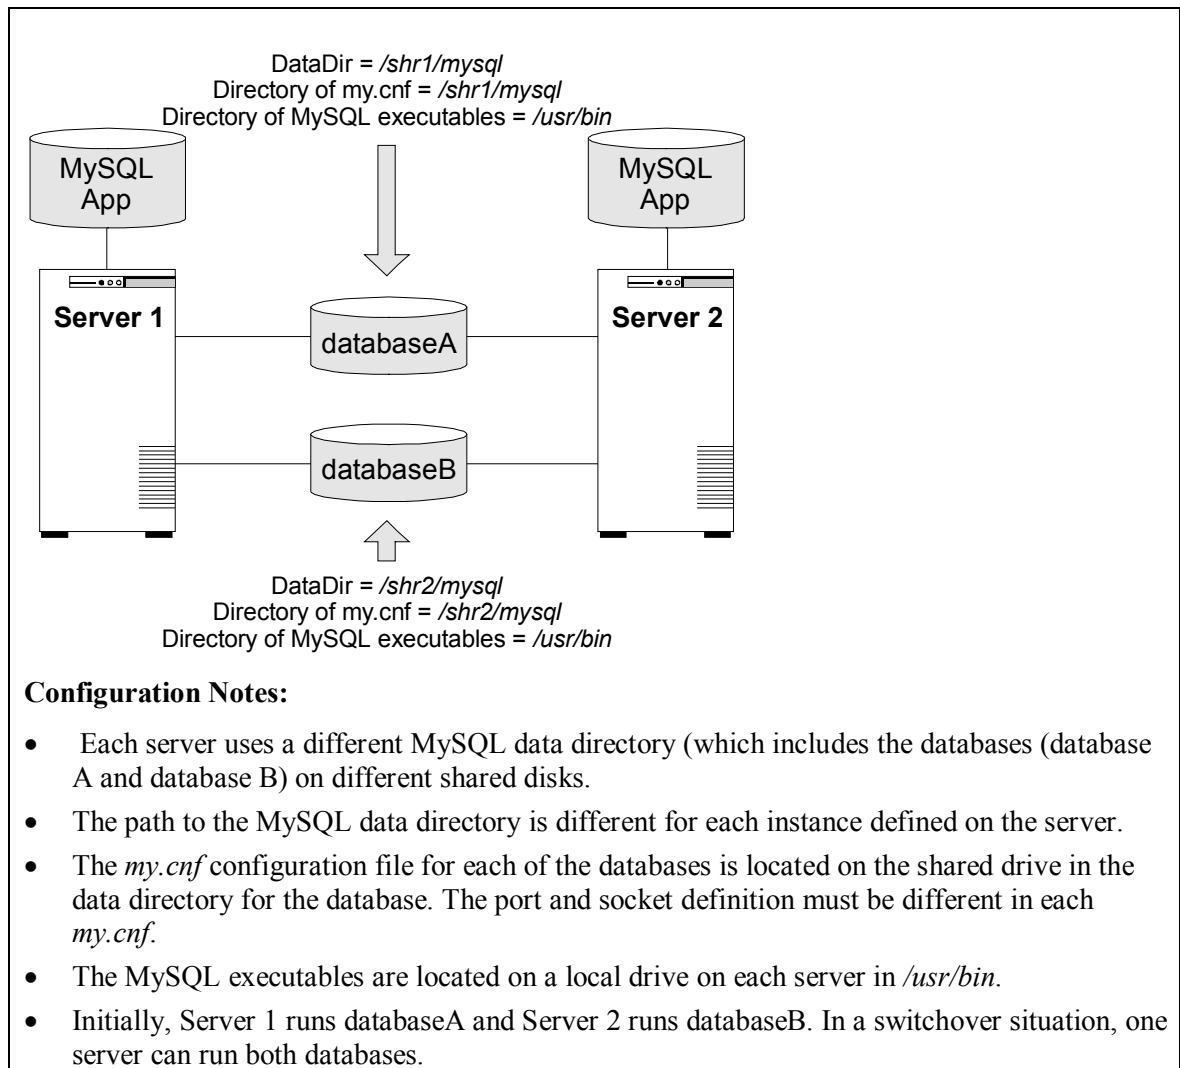 DataDir = /shr1/mysql
Directory of my.cnf = /shr1/mysql
Directory of MySQL executables = /usr/bin
MySQL
App
MySQL
App
Server 1
Server 2
databaseA
databaseB
DataDir = /shr2/mysql
Directory of my.cnf = /shr2/mysql
Directory of MySQL executables = /usr/bin
Configuration Notes:
• Each server uses a different MySQL data directory (which includes the databases (database
A and database B) on different shared disks.
• The path to the MySQL data directory is different for each instance defined on the server.
• The my.cnf configuration file for each of the databases is located on the shared drive in the
data directory for the database. The port and socket definition must be different in each
my.cnf.
• The MySQL executables are located on a local drive on each server in /usr/bin.
• Initially, Server 1 runs databaseA and Server 2 runs databaseB. In a switchover situation, one
server can run both databases.